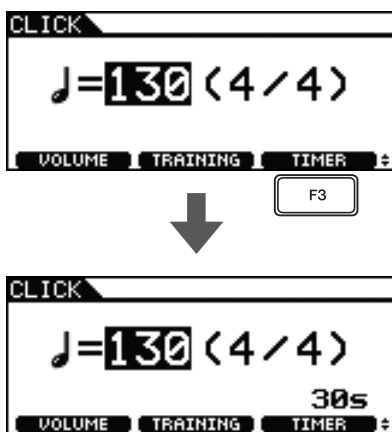 CLICK
♩=130 (4/4)
VOLUME TRAINING TIMER
F3
CLICK
♩=130 (4/4)
30s
VOLUME TRAINING TIMER